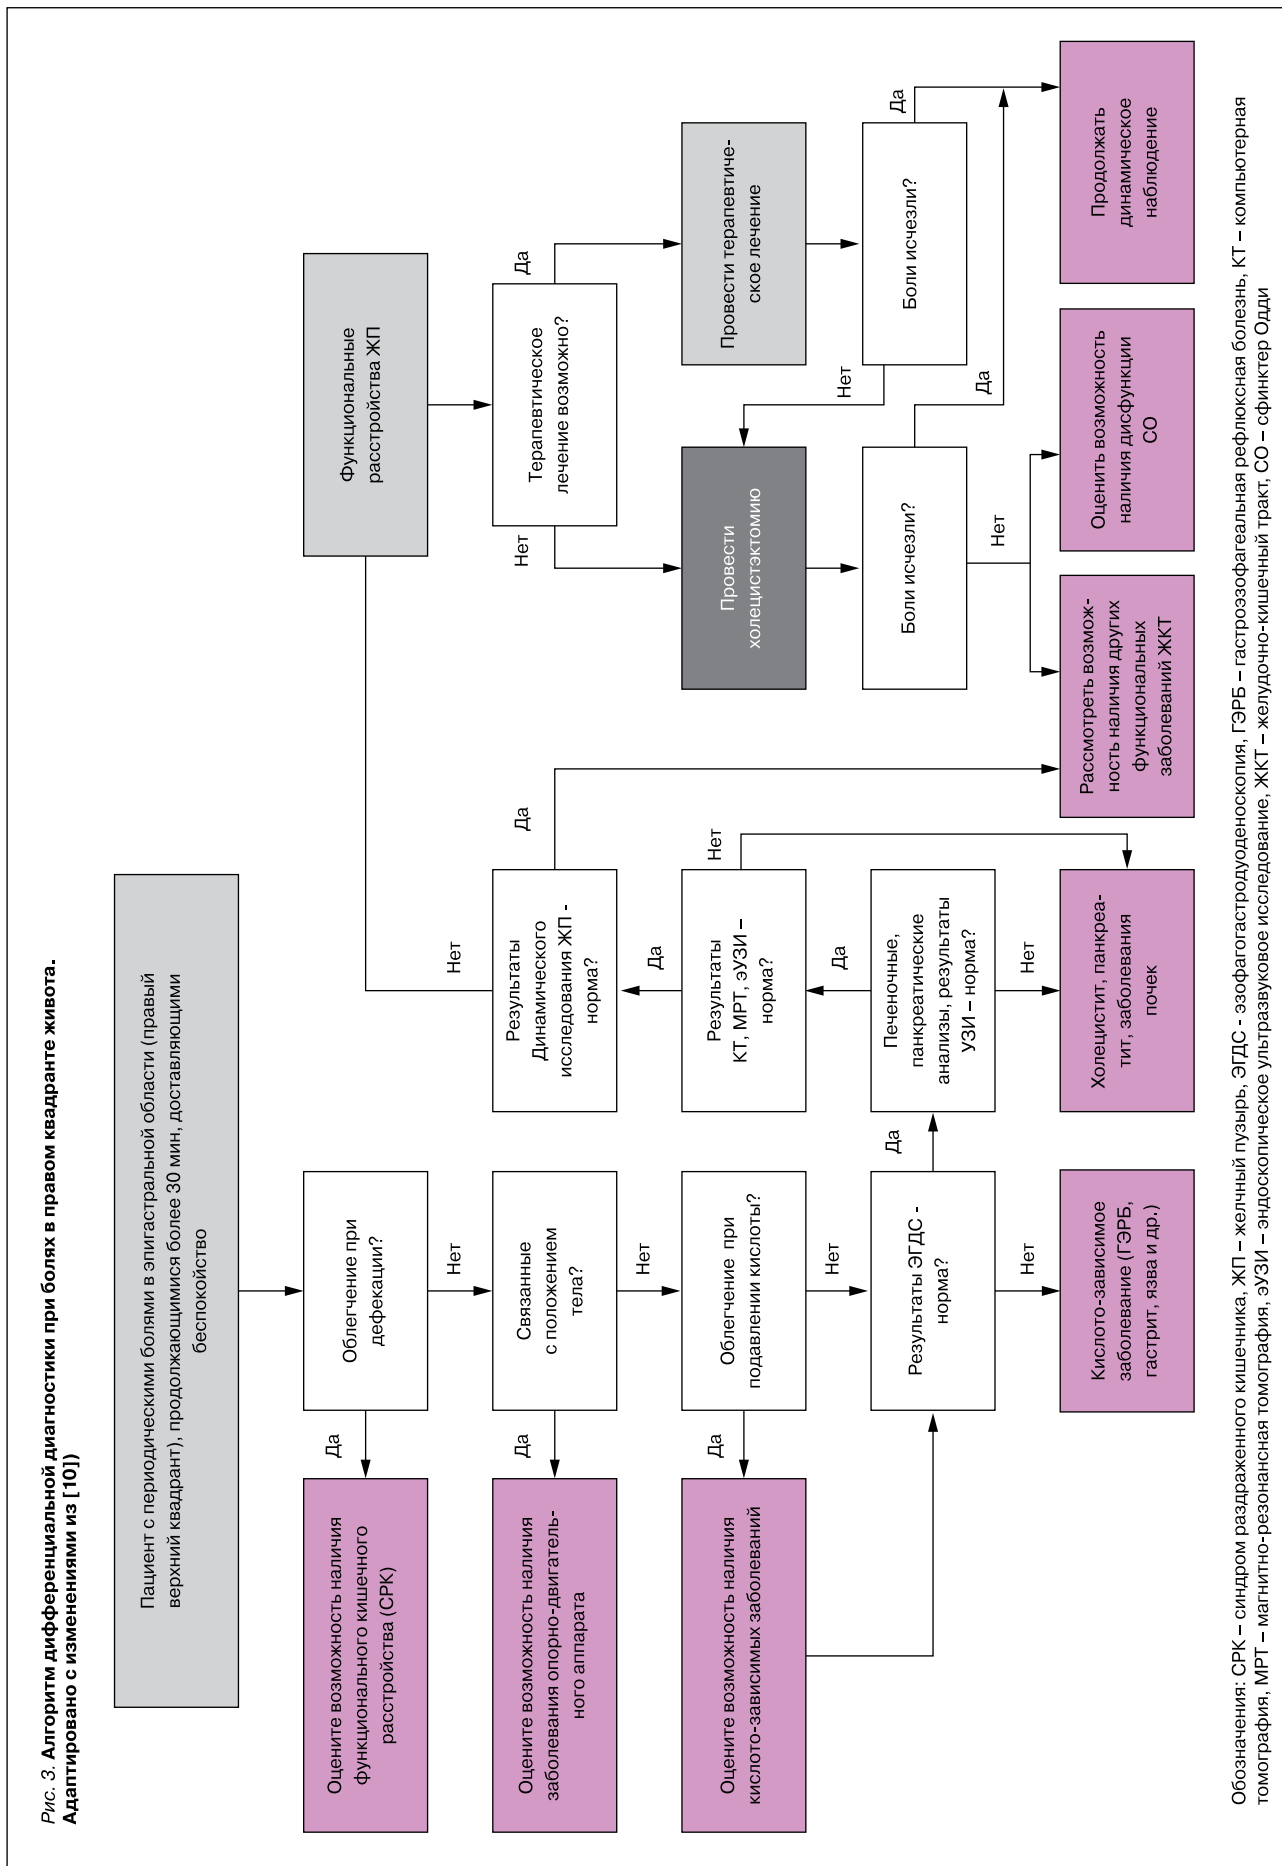 Рис. 3. Алгоритм дифференциальной диагностики при болях в правом квадранте живота.
Адаптировано с изменениями из [10])
Пациент с периодическими болями в эпигастральной области (правый
верхний квадрант), продолжающимися более 30 мин, доставляющими
беспокойство
Оцените возможность наличия
функционального кишечного
расстройства (СРК)
Да
Облегчение при
дефекации?
Нет
Оцените возможность наличия
заболевания опорно-двигатель-
ного аппарата
Да
Связанные
с положением
тела?
Нет
Оцените возможность наличия
кислото-зависимых заболеваний
Да
Облегчение при
подавлении кислоты?
Нет
Результаты ЭГДС -
норма?
Да
Нет
Кислото-зависимое
заболевание (ГЭРБ,
гастрит, язва и др.)
Печеночные,
панкреатические
анализы, результаты
УЗИ – норма?
Да
Нет
Холецистит, панкреа-
тит, заболевания
почек
Результаты
КТ, МРТ, эУЗИ –
норма?
Да
Нет
Результаты
Динамического
исследования ЖП -
норма?
Нет
Да
Функциональные
расстройства ЖП
Терапевтическое
лечение возможно?
Нет
Да
Провести
холецистэктомию
Провести терапевтиче-
ское лечение
Нет
Боли исчезли?
Боли исчезли?
Да
Да
Нет
Рассмотреть возмож-
ность наличия других
функциональных
заболеваний ЖКТ
Оценить возможность
наличия дисфункции
СО
Продолжать
динамическое
наблюдение
Обозначения: СРК – синдром раздраженного кишечника, ЖП – желчный пузырь, ЭГДС - эзофагогастродуоденоскопия, ГЭРБ – гастроэзофагеальная рефлюксная болезнь, КТ – компьютерная
томография, МРТ – магнитно-резонансная томография, эУЗИ – эндоскопическое ультразвуковое исследование, ЖКТ – желудочно-кишечный тракт, СО – сфинктер Одди